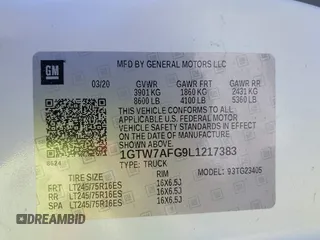 GM
MFD BY GENERAL MOTORS LLC
03/20 GVWR GAWR FRT GAWR RR
3901 KG 1860 KG 2431 KG
8600 LB 4100 LB 5360 LB
THIS VEHICLE CONFORMS TO ALL
APPLICABLE U.S. FEDERAL MOTOR
VEHICLE SAFETY STANDARDS IN
EFFECT ON THE DATE OF
MANUFACTURE SHOWN ABOVE.
1GTW7AFG9L1217383
TYPE: TRUCK
MODEL: 93TG23405
TIRE SIZE RIM
FRT LT245/75R16ES 16X6.5J
RR LT245/75R16ES 16X6.5J
SPA LT245/75R16ES 16X6.5J
DREAMBID